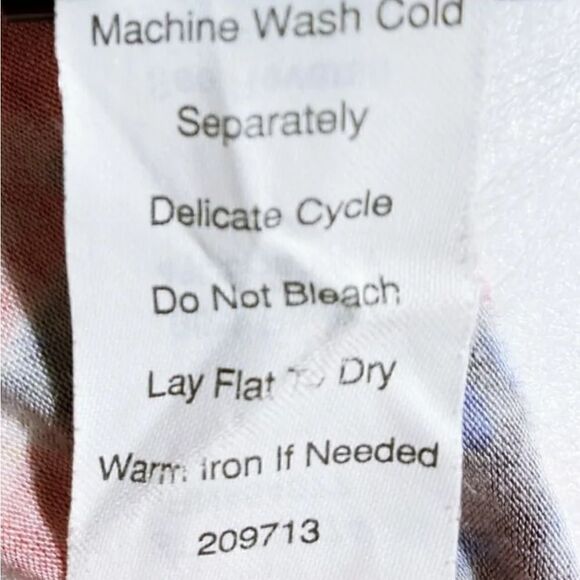 Machine Wash Cold
Separately
Delicate Cycle
Do Not Bleach
Lay Flat To Dry
Warm Iron If Needed
209713